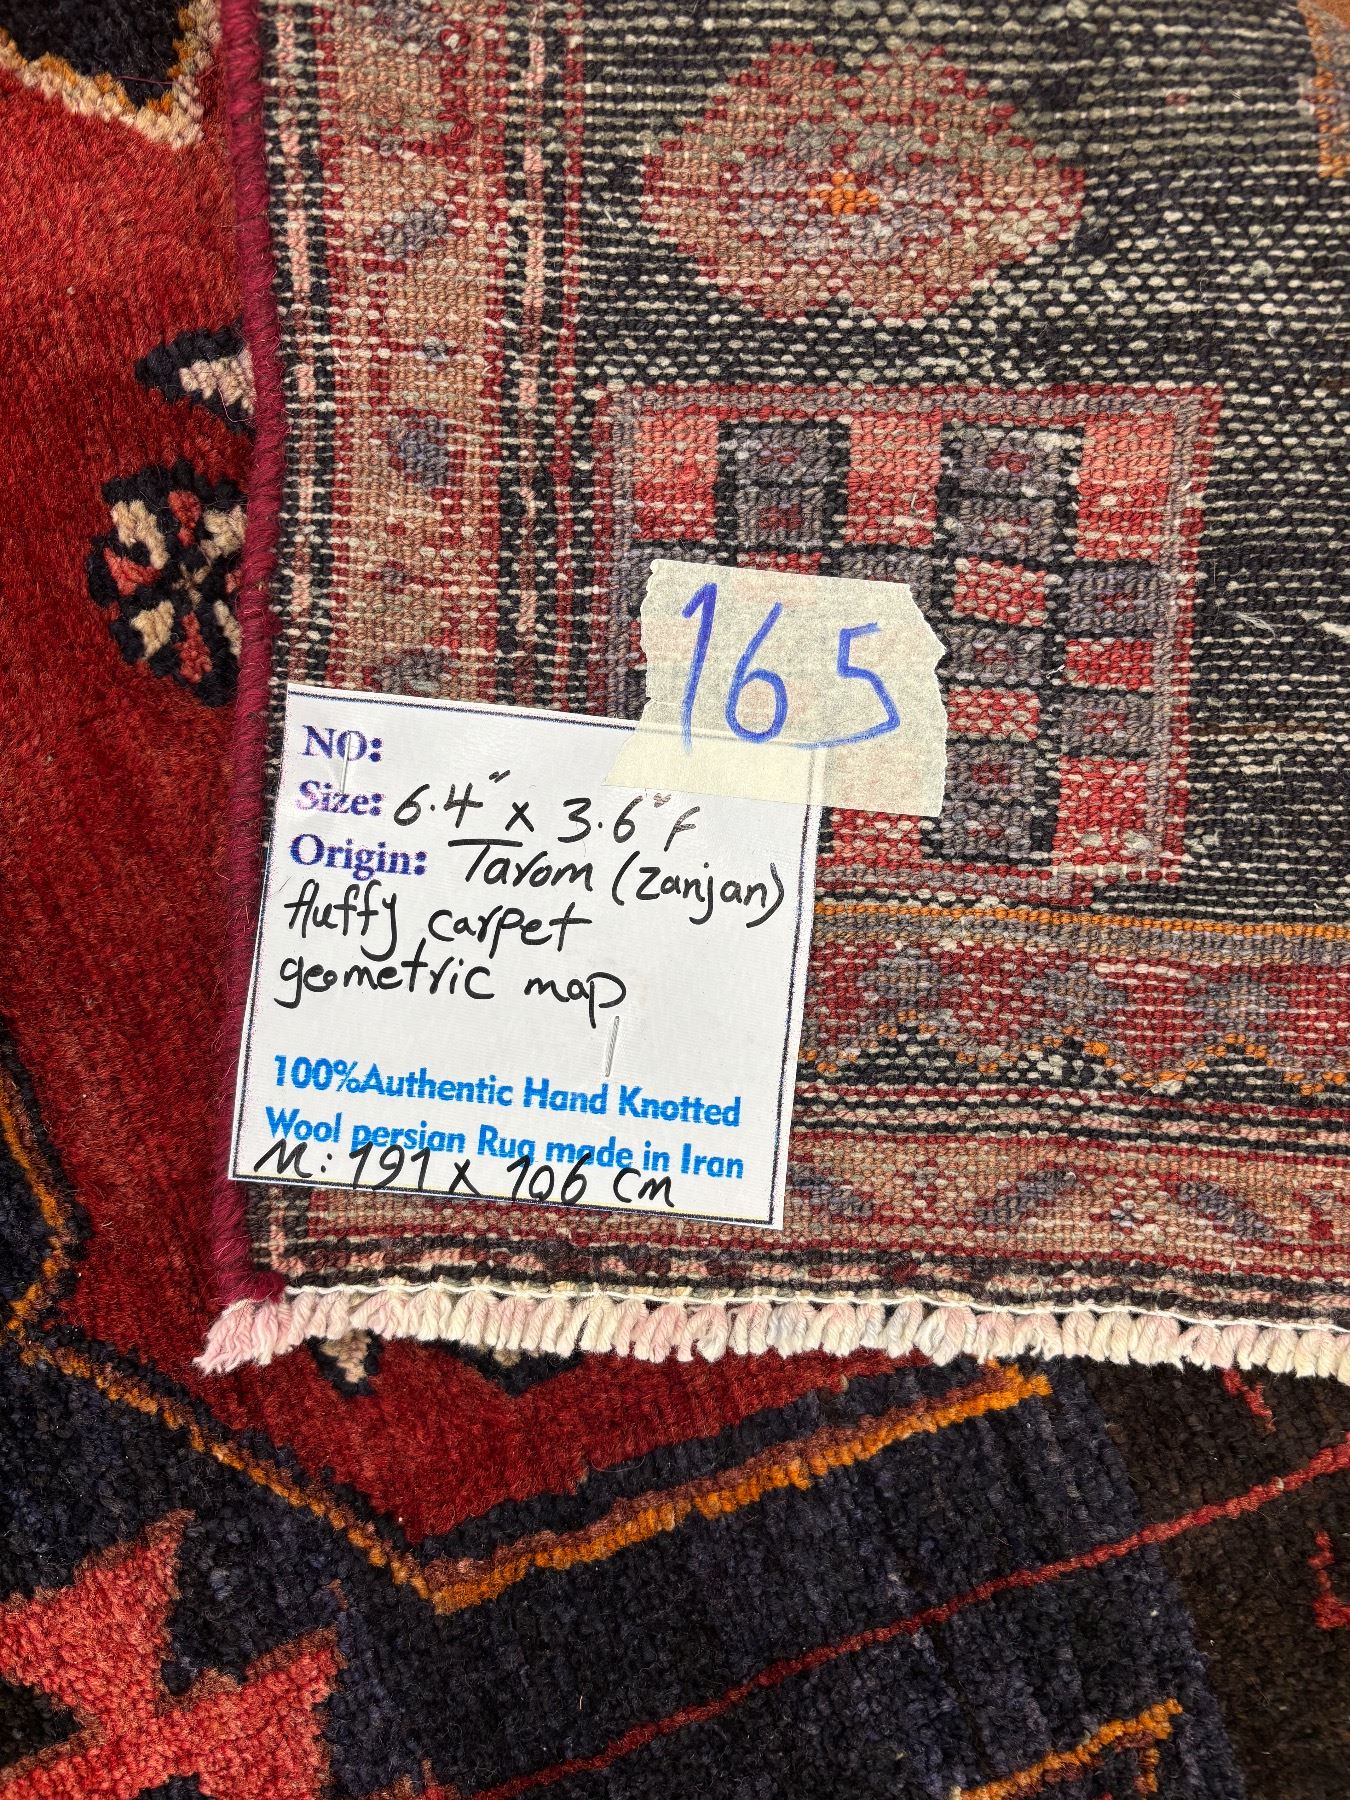 165
NO:
Size: 6.4" x 3.6" f
Origin: Tarom (Zanjan)
fluffy carpet
geometric map
100%Authentic Hand Knotted
Wool persian Rug made in Iran
M: 191 x 106 cm